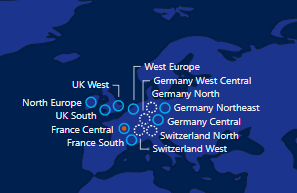 West Europe
UK West
Germany West Central
Germany North
North Europe
Germany Northeast
UK South
Germany Central
France Central
Switzerland North
France South
Switzerland West